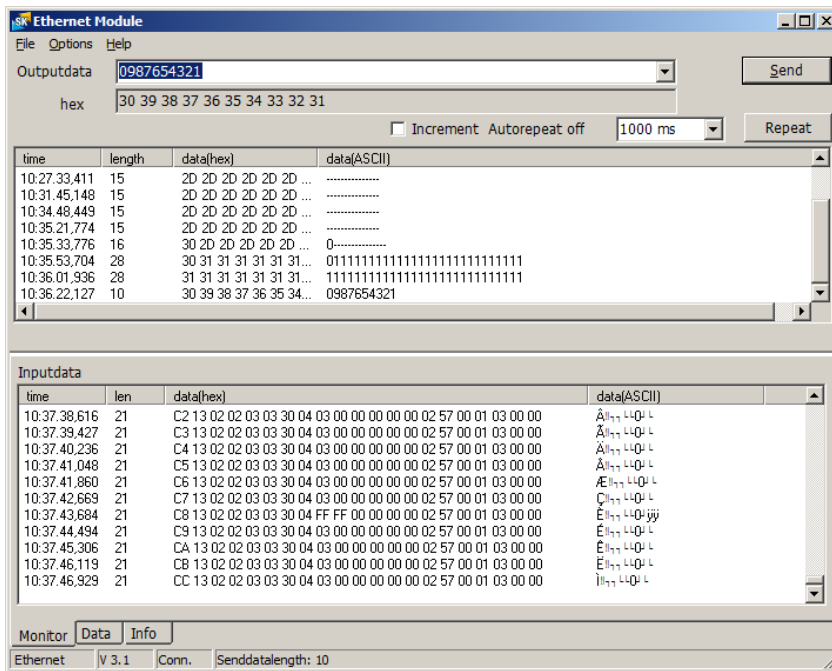 SK Ethernet Module
File Options Help
Outputdata 0987654321 Send
hex 30 39 38 37 36 35 34 33 32 31
Increment Autorepeat off 1000 ms Repeat
time length data(hex) data(ASCII)
10:27.33,411 15 2D 2D 2D 2D 2D 2D ... ---------------
10:31.45,148 15 2D 2D 2D 2D 2D 2D ... ---------------
10:34.48,449 15 2D 2D 2D 2D 2D 2D ... ---------------
10:35.21,774 15 2D 2D 2D 2D 2D 2D ... ---------------
10:35.33,776 16 30 2D 2D 2D 2D 2D ... 0---------------
10:35.53,704 28 30 31 31 31 31 31 31... 0111111111111111111111111111
10:36.01,936 28 31 31 31 31 31 31 31... 1111111111111111111111111111
10:36.22,127 10 30 39 38 37 36 35 34... 0987654321
Inputdata
time len data(hex) data(ASCII)
10:37.38,616 21 C2 13 02 02 03 03 30 04 03 00 00 00 00 00 02 57 00 01 03 00 00 Â‼┐┐└└0┘└
10:37.39,427 21 C3 13 02 02 03 03 30 04 03 00 00 00 00 00 02 57 00 01 03 00 00 Ã‼┐┐└└0┘└
10:37.40,236 21 C4 13 02 02 03 03 30 04 03 00 00 00 00 00 02 57 00 01 03 00 00 Ä‼┐┐└└0┘└
10:37.41,048 21 C5 13 02 02 03 03 30 04 03 00 00 00 00 00 02 57 00 01 03 00 00 Å‼┐┐└└0┘└
10:37.41,860 21 C6 13 02 02 03 03 30 04 03 00 00 00 00 00 02 57 00 01 03 00 00 Æ‼┐┐└└0┘└
10:37.42,669 21 C7 13 02 02 03 03 30 04 03 00 00 00 00 00 02 57 00 01 03 00 00 Ç‼┐┐└└0┘└
10:37.43,684 21 C8 13 02 02 03 03 30 04 FF FF 00 00 00 00 00 02 57 00 01 03 00 00 È‼┐┐└└0┘ÿÿ
10:37.44,494 21 C9 13 02 02 03 03 30 04 03 00 00 00 00 00 02 57 00 01 03 00 00 É‼┐┐└└0┘└
10:37.45,306 21 CA 13 02 02 03 03 30 04 03 00 00 00 00 00 02 57 00 01 03 00 00 Ê‼┐┐└└0┘└
10:37.46,119 21 CB 13 02 02 03 03 30 04 03 00 00 00 00 00 02 57 00 01 03 00 00 Ë‼┐┐└└0┘└
10:37.46,929 21 CC 13 02 02 03 03 30 04 03 00 00 00 00 00 02 57 00 01 03 00 00 Ì‼┐┐└└0┘└
Monitor Data Info
Ethernet V 3.1 Conn. Senddatalength: 10